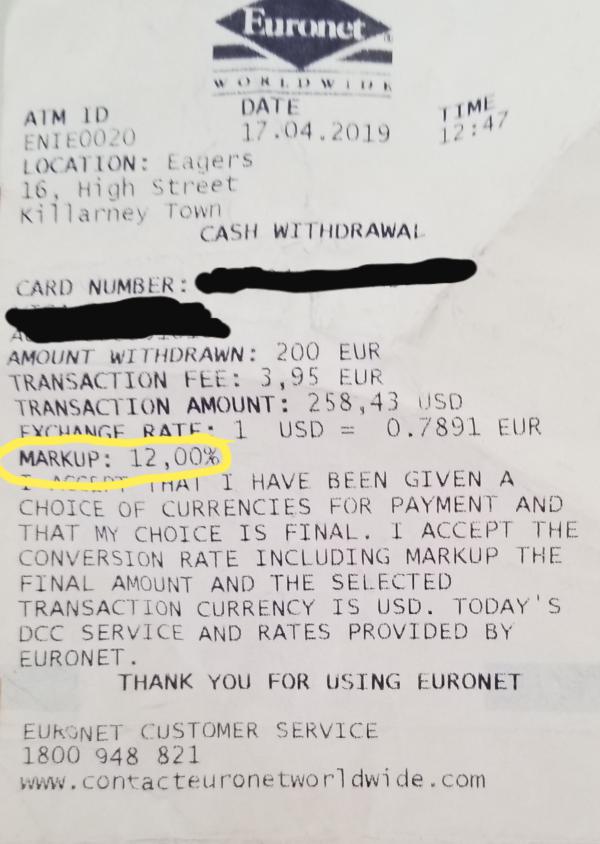 Euronet
WORLDWIDE
ATM ID DATE TIME
ENIE0020 17.04.2019 12:47
LOCATION: Eagers
16, High Street
Killarney Town
CASH WITHDRAWAL
CARD NUMBER:
AMOUNT WITHDRAWN: 200 EUR
TRANSACTION FEE: 3,95 EUR
TRANSACTION AMOUNT: 258,43 USD
EXCHANGE RATE: 1 USD = 0.7891 EUR
MARKUP: 12,00%
I ACCEPT THAT I HAVE BEEN GIVEN A
CHOICE OF CURRENCIES FOR PAYMENT AND
THAT MY CHOICE IS FINAL. I ACCEPT THE
CONVERSION RATE INCLUDING MARKUP THE
FINAL AMOUNT AND THE SELECTED
TRANSACTION CURRENCY IS USD. TODAY'S
DCC SERVICE AND RATES PROVIDED BY
EURONET.
THANK YOU FOR USING EURONET
EURONET CUSTOMER SERVICE
1800 948 821
www.contacteuronetworldwide.com